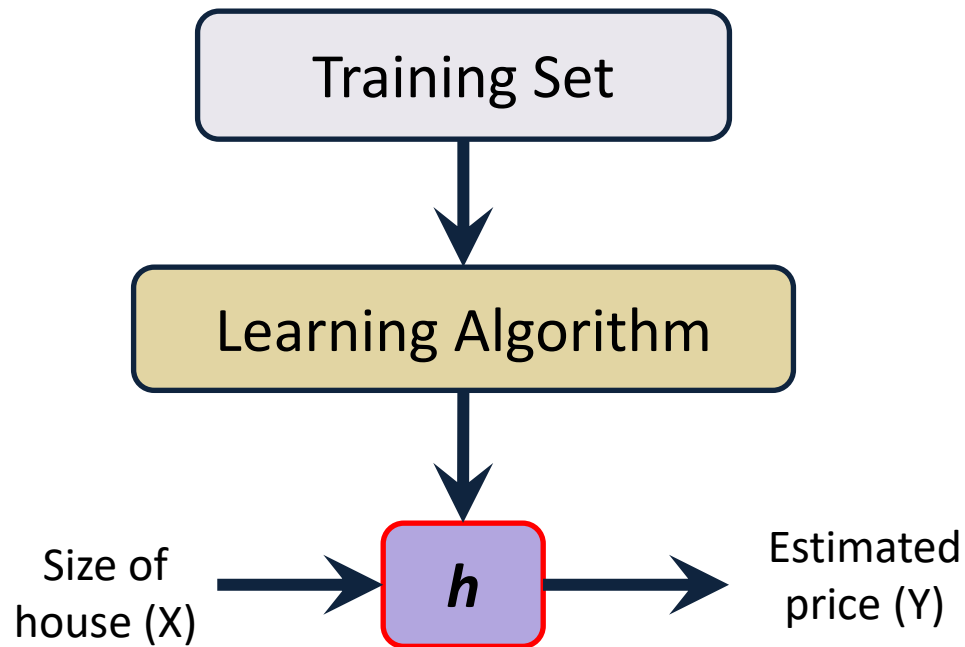 Training Set
Learning Algorithm
Size of
house (X)
h
Estimated
price (Y)